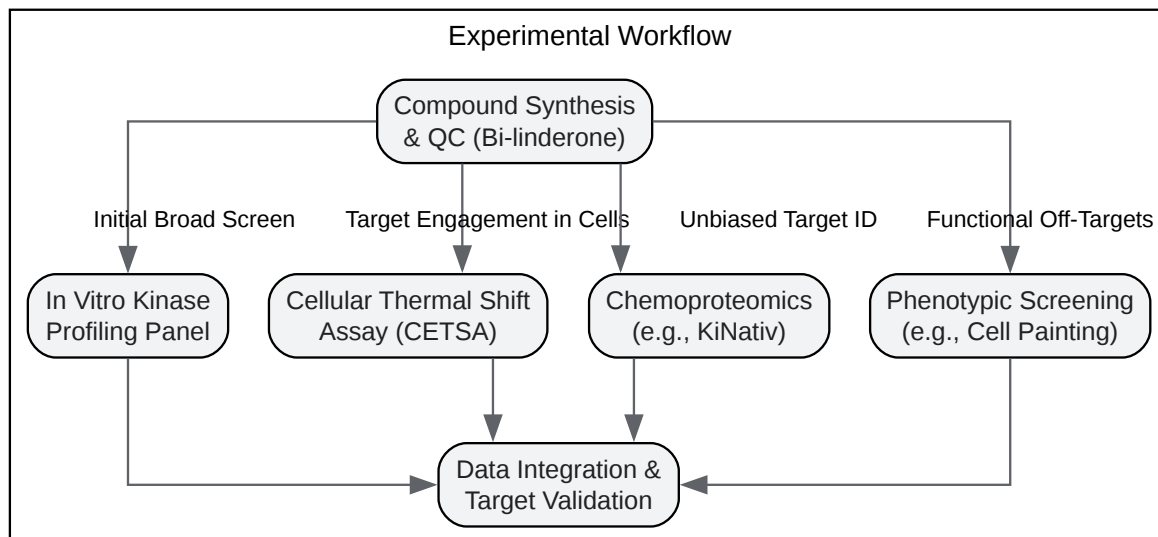 Experimental Workflow
Compound Synthesis
& QC (Bi-linderone)
Initial Broad Screen
Target Engagement in Cells
Unbiased Target ID
Functional Off-Targets
In Vitro Kinase
Profiling Panel
Cellular Thermal Shift
Assay (CETSA)
Chemoproteomics
(e.g., KiNativ)
Phenotypic Screening
(e.g., Cell Painting)
Data Integration &
Target Validation